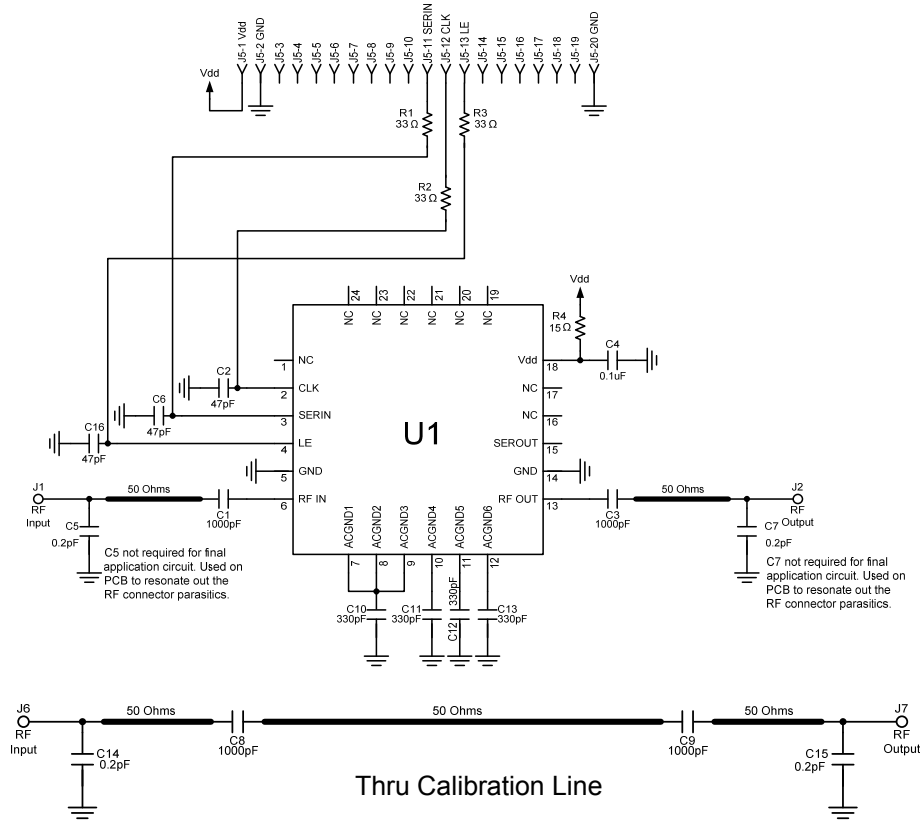 J5-1 Vdd
J5-2 GND
J5-3
J5-4
J5-5
J5-6
J5-7
J5-8
J5-9
J5-10
J5-11 SERIN
J5-12 CLK
J5-13 LE
J5-14
J5-15
J5-16
J5-17
J5-18
J5-19
J5-20 GND
Vdd
R1
33 Ω
R3
33 Ω
R2
33 Ω
24
23
22
21
20
19
NC
NC
NC
NC
NC
NC
Vdd
R4
15 Ω
C4
0.1uF
1
NC
C2
47pF
2
CLK
C6
47pF
3
SERIN
C16
47pF
4
LE
5
GND
6
RF IN
U1
Vdd
18
NC
17
NC
16
SEROUT
15
GND
14
RF OUT
13
J1
RF
Input
50 Ohms
C1
1000pF
C5
0.2pF
C5 not required for final
application circuit. Used on
PCB to resonate out the
RF connector parasitics.
C3
1000pF
50 Ohms
J2
RF
Output
C7
0.2pF
C7 not required for final
application circuit. Used on
PCB to resonate out the
RF connector parasitics.
ACGND1
ACGND2
ACGND3
ACGND4
ACGND5
ACGND6
7
8
9
10
11
12
C10
330pF
C11
330pF
C12
330pF
C13
330pF
J6
RF
Input
50 Ohms
C8
1000pF
50 Ohms
C9
1000pF
50 Ohms
J7
RF
Output
C14
0.2pF
C15
0.2pF
Thru Calibration Line